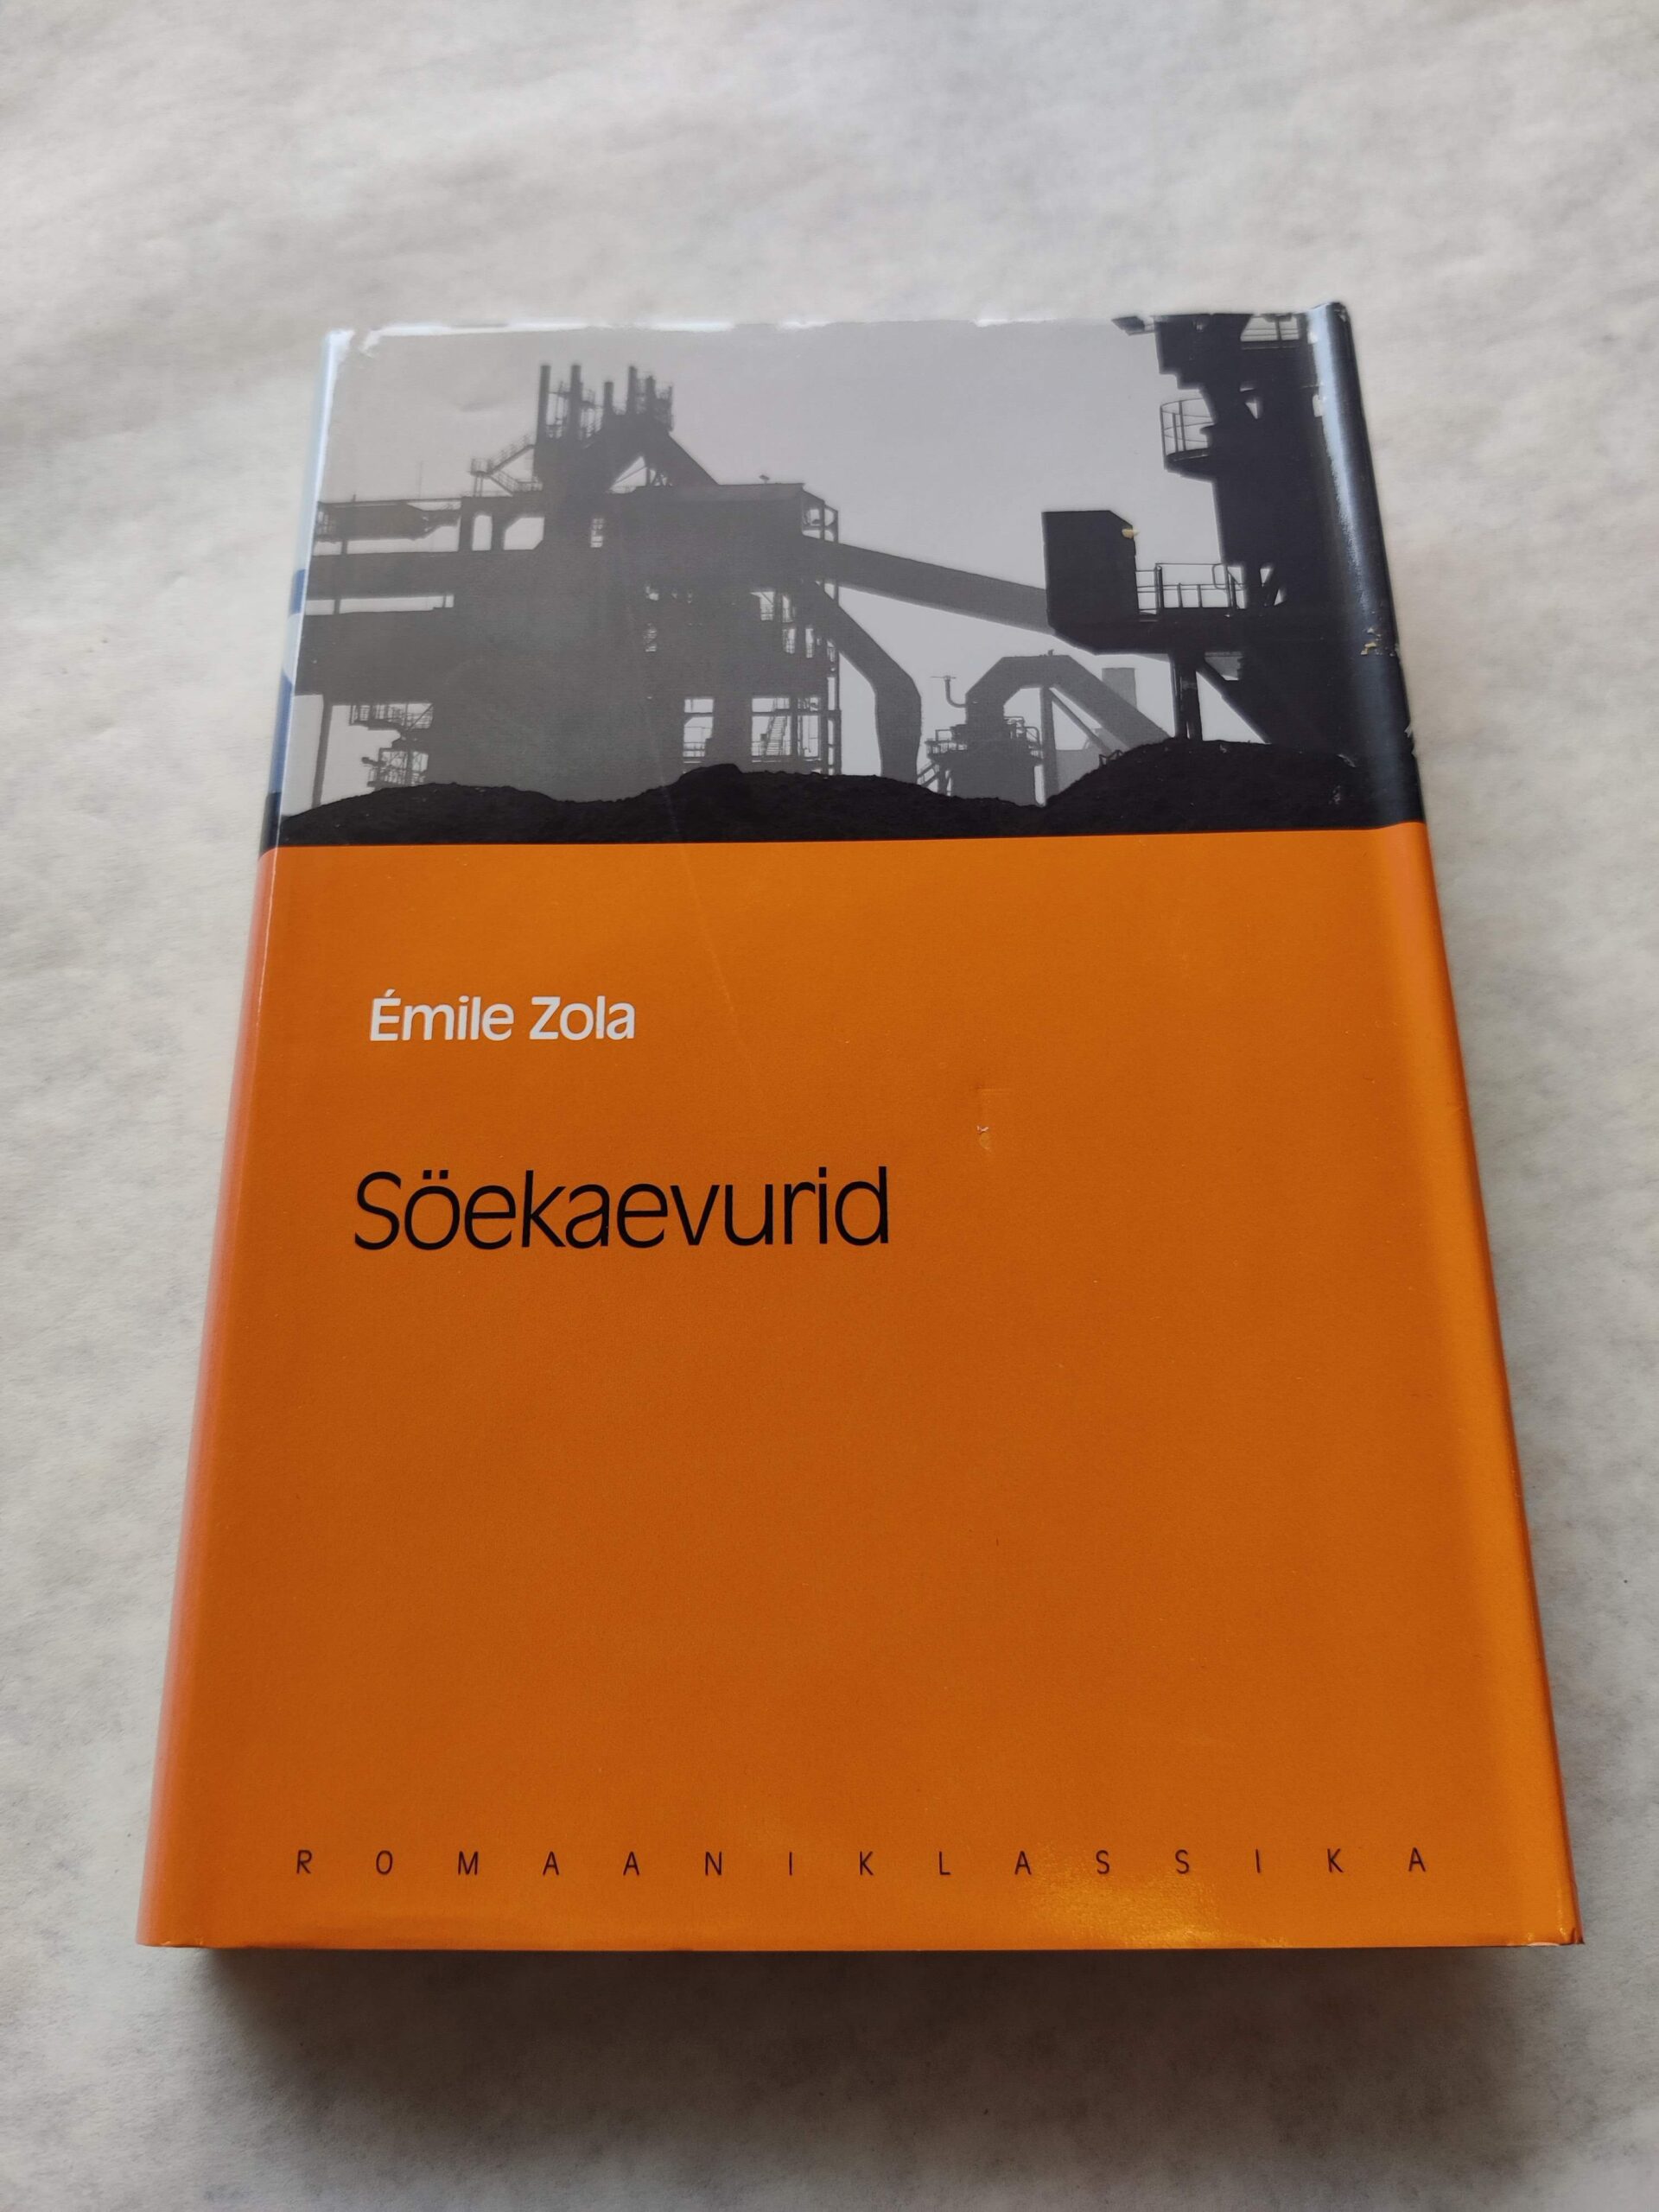 Émile Zola
Söekaevurid
ROMAANIKLASSIKA